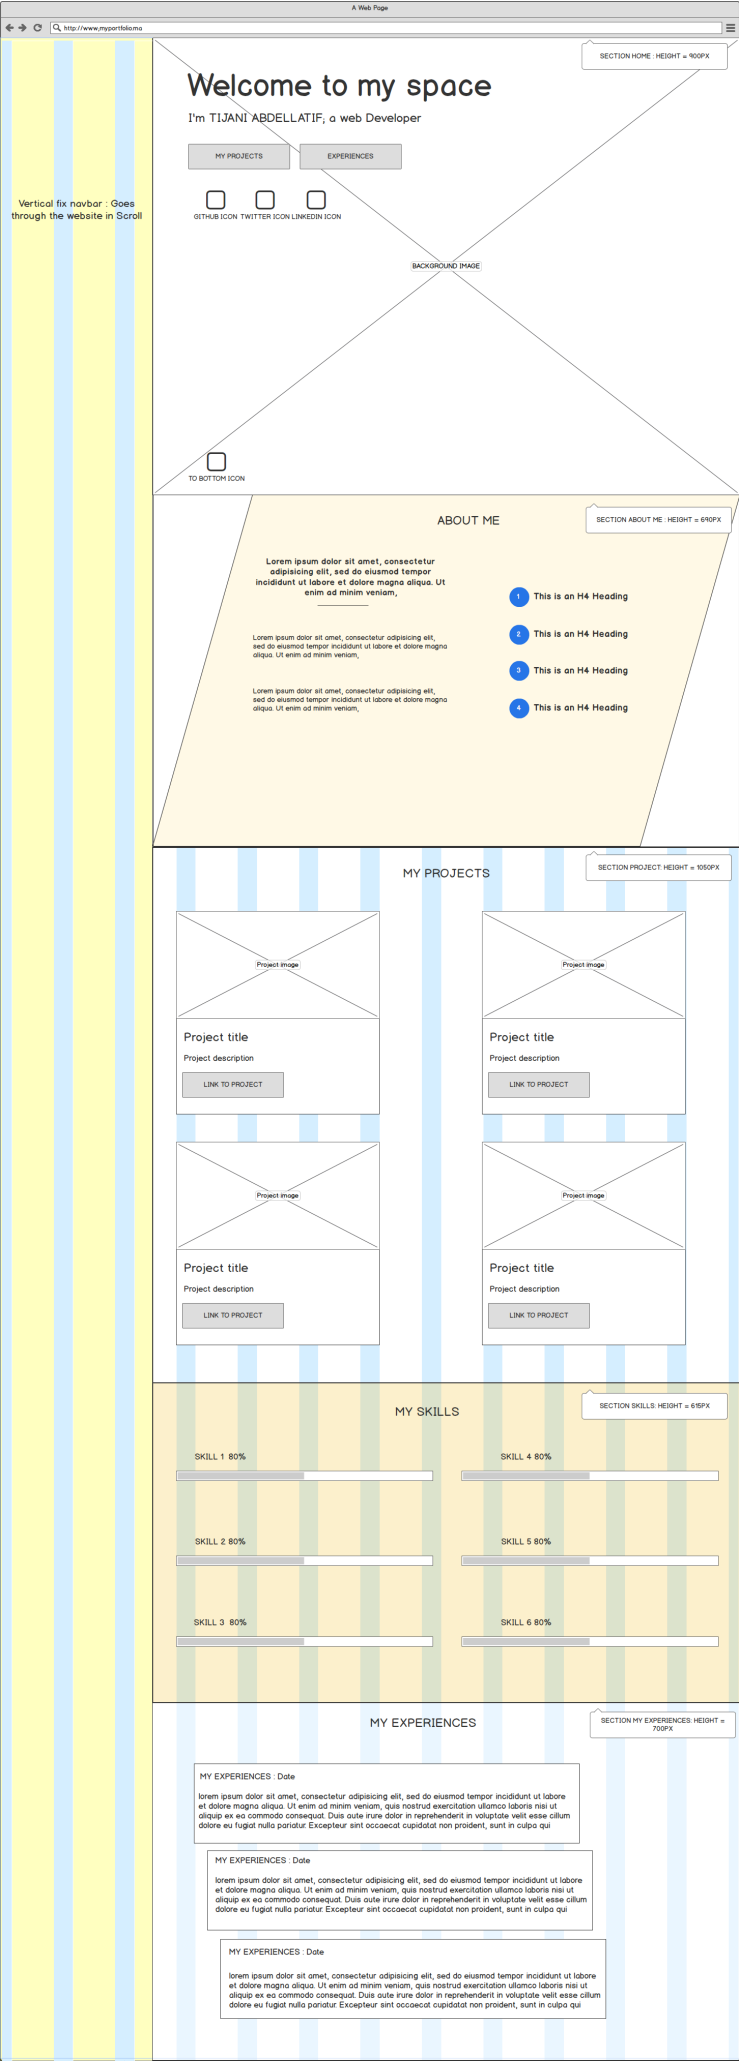 A Web Page
http://www.myportfolio.ma
SECTION HOME : HEIGHT = 900PX
Welcome to my space
I'm TIJANI ABDELLATIF; a web Developer
MY PROJECTS
EXPERIENCES
Vertical fix navbar : Goes
through the website in Scroll
GITHUB ICON
TWITTER ICON
LINKEDIN ICON
BACKGROUND IMAGE
TO BOTTOM ICON
ABOUT ME
SECTION ABOUT ME : HEIGHT = 690PX
Lorem ipsum dolor sit amet, consectetur
adipisicing elit, sed do eiusmod tempor
incididunt ut labore et dolore magna aliqua. Ut
enim ad minim veniam,
Lorem ipsum dolor sit amet, consectetur adipisicing elit,
sed do eiusmod tempor incididunt ut labore et dolore magna
aliqua. Ut enim ad minim veniam,
Lorem ipsum dolor sit amet, consectetur adipisicing elit,
sed do eiusmod tempor incididunt ut labore et dolore magna
aliqua. Ut enim ad minim veniam,
1 This is an H4 Heading
2 This is an H4 Heading
3 This is an H4 Heading
4 This is an H4 Heading
SECTION PROJECT: HEIGHT = 1050PX
MY PROJECTS
Project image
Project title
Project description
LINK TO PROJECT
Project image
Project title
Project description
LINK TO PROJECT
Project image
Project title
Project description
LINK TO PROJECT
Project image
Project title
Project description
LINK TO PROJECT
SECTION SKILLS: HEIGHT = 615PX
MY SKILLS
SKILL 1 80%
SKILL 4 80%
SKILL 2 80%
SKILL 5 80%
SKILL 3 80%
SKILL 6 80%
MY EXPERIENCES
SECTION MY EXPERIENCES: HEIGHT =
700PX
MY EXPERIENCES : Date
lorem ipsum dolor sit amet, consectetur adipisicing elit, sed do eiusmod tempor incididunt ut labore
et dolore magna aliqua. Ut enim ad minim veniam, quis nostrud exercitation ullamco laboris nisi ut
aliquip ex ea commodo consequat. Duis aute irure dolor in reprehenderit in voluptate velit esse cillum
dolore eu fugiat nulla pariatur. Excepteur sint occaecat cupidatat non proident, sunt in culpa qui
MY EXPERIENCES : Date
lorem ipsum dolor sit amet, consectetur adipisicing elit, sed do eiusmod tempor incididunt ut labore
et dolore magna aliqua. Ut enim ad minim veniam, quis nostrud exercitation ullamco laboris nisi ut
aliquip ex ea commodo consequat. Duis aute irure dolor in reprehenderit in voluptate velit esse cillum
dolore eu fugiat nulla pariatur. Excepteur sint occaecat cupidatat non proident, sunt in culpa qui
MY EXPERIENCES : Date
lorem ipsum dolor sit amet, consectetur adipisicing elit, sed do eiusmod tempor incididunt ut labore
et dolore magna aliqua. Ut enim ad minim veniam, quis nostrud exercitation ullamco laboris nisi ut
aliquip ex ea commodo consequat. Duis aute irure dolor in reprehenderit in voluptate velit esse cillum
dolore eu fugiat nulla pariatur. Excepteur sint occaecat cupidatat non proident, sunt in culpa qui